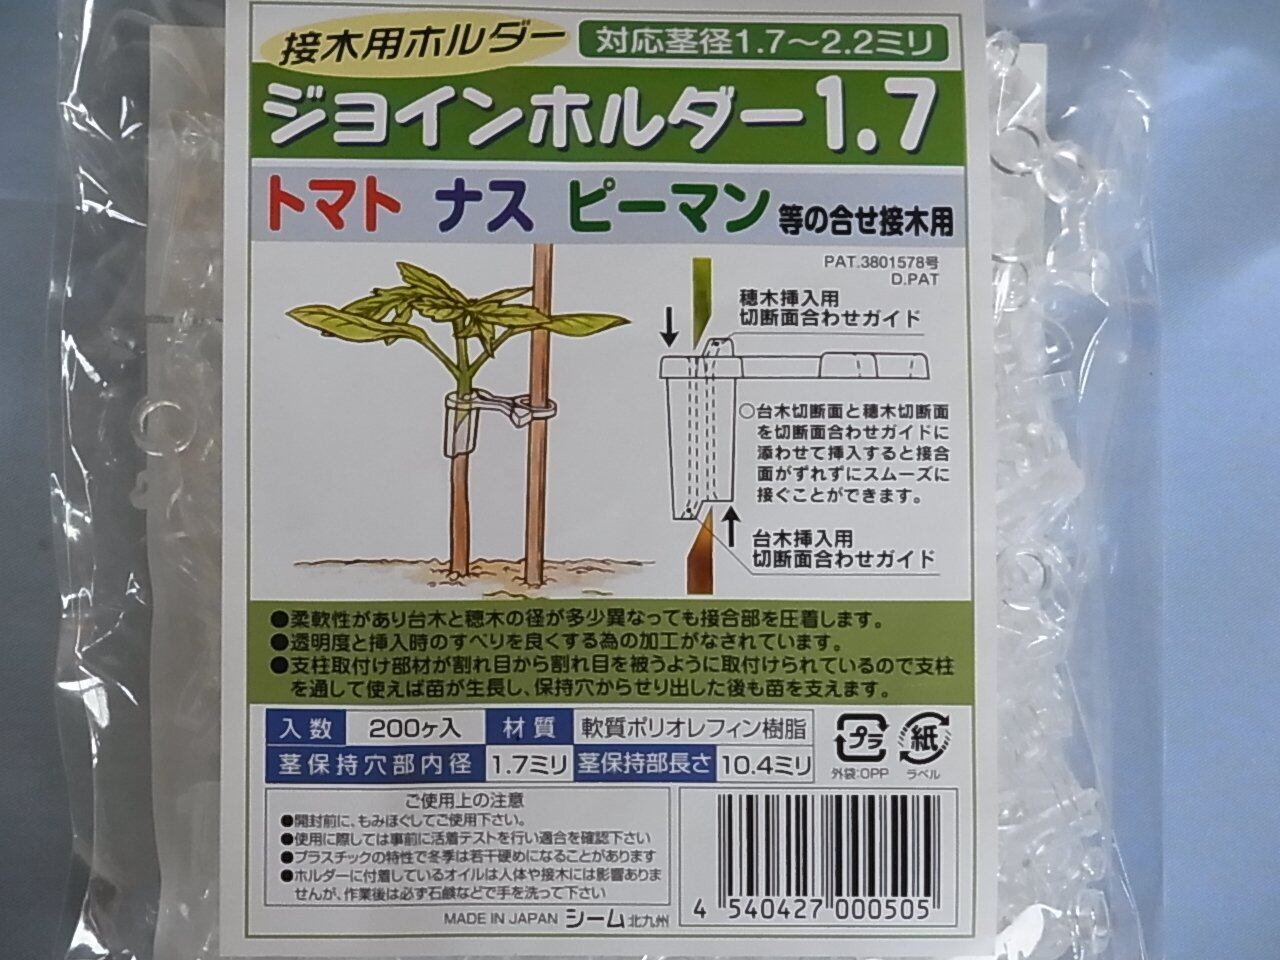 接木用ホルダー
対応茎径1.7～2.2ミリ
ジョインホルダー1.7
トマト ナス ピーマン 等の合せ接木用
PAT.3801578号
D.PAT
穂木挿入用
切断面合わせガイド
○台木切断面と穂木切断面
を切断面合わせガイドに
添わせて挿入すると接合
面がずれずにスムーズに
接ぐことができます。
台木挿入用
切断面合わせガイド
●柔軟性があり台木と穂木の径が多少異なっても接合部を圧着します。
●透明度と挿入時のすべりを良くする為の加工がなされています。
●支柱取付け部材が割れ目から割れ目を被うように取付けられているので支柱
を通して使えば苗が生長し、保持穴からせり出した後も苗を支えます。
入数 200ヶ入 材質 軟質ポリオレフィン樹脂
茎保持穴部内径 1.7ミリ 茎保持部長さ 10.4ミリ
プラ 紙
外袋:OPP ラベル
ご使用上の注意
●開封前に、もみほぐしてご使用下さい。
●使用に際しては事前に活着テストを行い適合を確認下さい
●プラスチックの特性で冬季は若干硬めになることがあります
●ホルダーに付着しているオイルは人体や接木には影響ありま
せんが、作業後は必ず石鹸などで手を洗って下さい
MADE IN JAPAN シーム 北九州
4 540427 000505